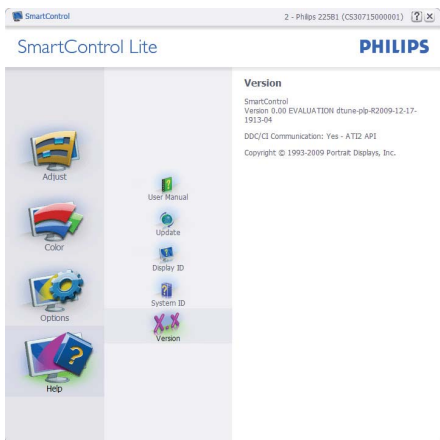 SmartControl
2 - Philips 225B1 (CS30715000001)
? x
SmartControl Lite
PHILIPS
Adjust
Color
Options
Help
User Manual
Update
Display ID
System ID
X.X
Version
Version
SmartControl
Version 0.00 EVALUATION dtune-plp-R2009-12-17-
1913-04
DDC/CI Communication: Yes - ATI2 API
Copyright © 1993-2009 Portrait Displays, Inc.